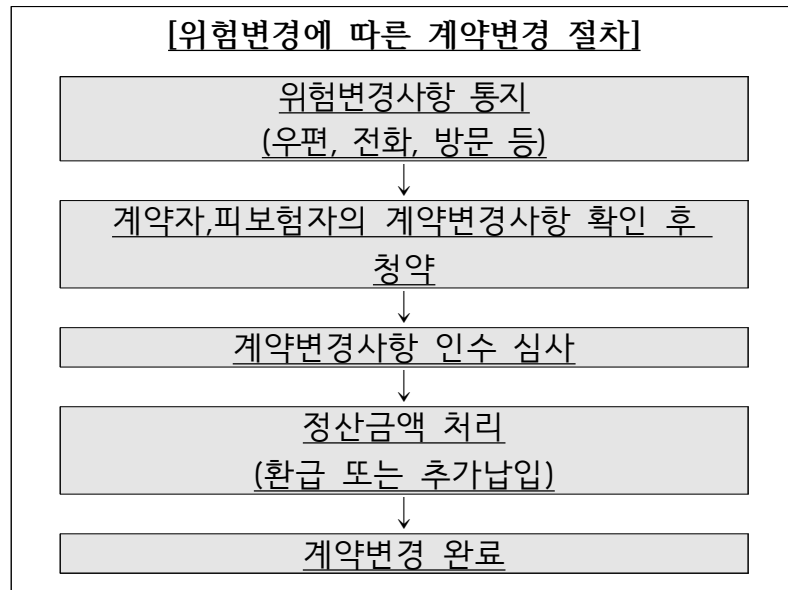 [위험변경에 따른 계약변경 절차]
위험변경사항 통지
(우편, 전화, 방문 등)
계약자,피보험자의 계약변경사항 확인 후
청약
계약변경사항 인수 심사
정산금액 처리
(환급 또는 추가납입)
계약변경 완료